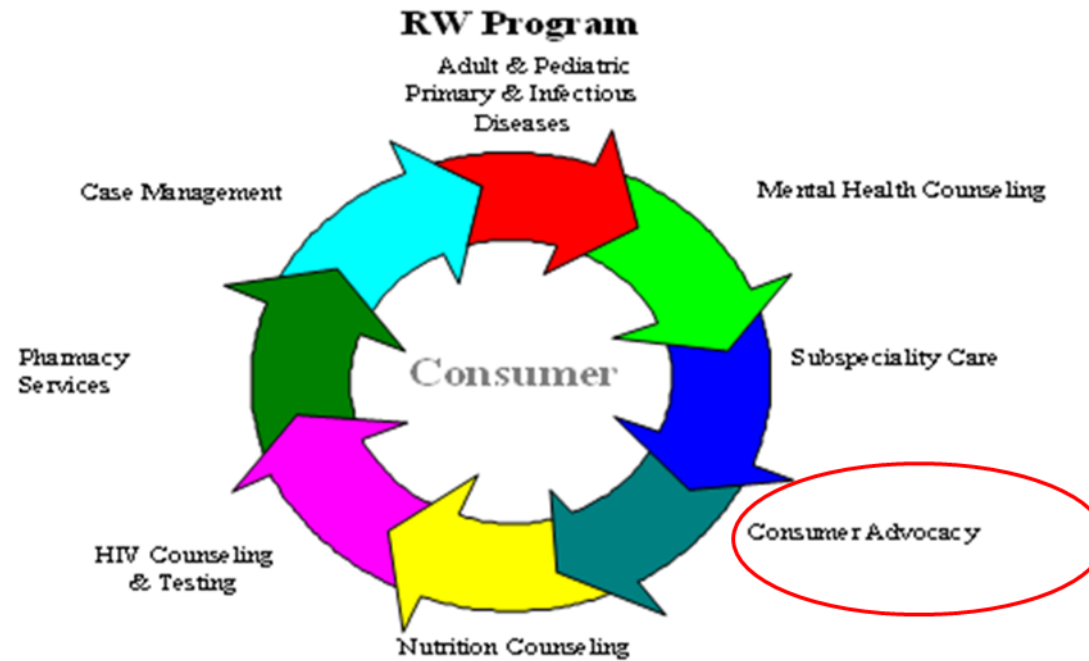 RW Program
Adult & Pediatric
Primary & Infectious
Diseases
Case Management
Mental Health Counseling
Pharmacy
Services
Consumer
Subspeciality Care
Consumer Advocacy
HIV Counseling
& Testing
Nutrition Counseling